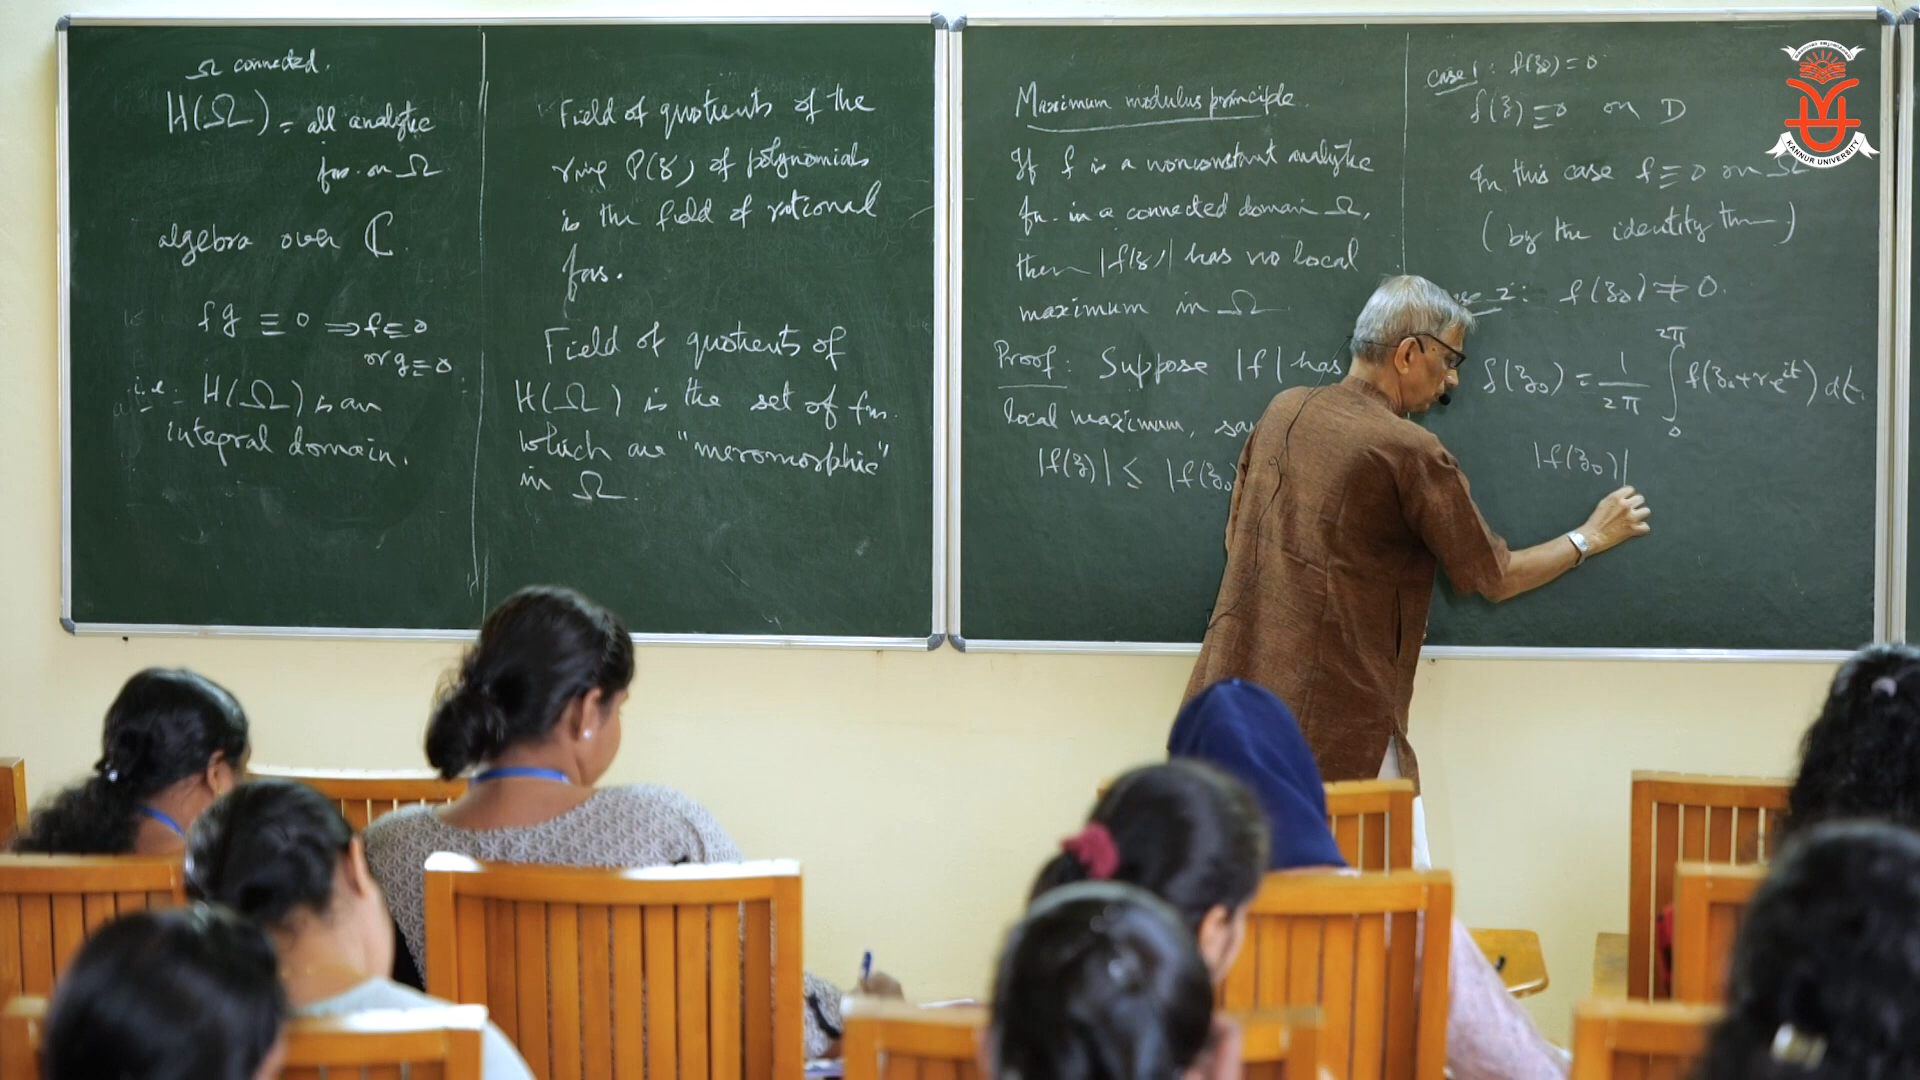 Ω connected.
H(Ω) = all analytic
fns. on Ω
algebra over ℂ.
fg ≡ 0 ⇒ f ≡ 0
or g ≡ 0
i.e. H(Ω) is an
integral domain.
Field of quotients of the
ring P(z) of polynomials
is the field of rational
fns.
Field of quotients of
H(Ω) is the set of fns.
which are "meromorphic"
in Ω.
Maximum modulus principle.
If f is a nonconstant analytic
fn. in a connected domain Ω,
then |f(z)| has no local
maximum in Ω
Proof: Suppose |f| has
local maximum,
|f(z)| ≤ |f(z₀
case 1: f(z₀) = 0
f(z) ≡ 0 on D
In this case f ≡ 0 on Ω
(by the identity thm)
2: f(z₀) ≠ 0.
f(z₀) = 1/2π ∫₀^2π f(z₀+re^it) dt.
|f(z₀)|
KANNUR UNIVERSITY